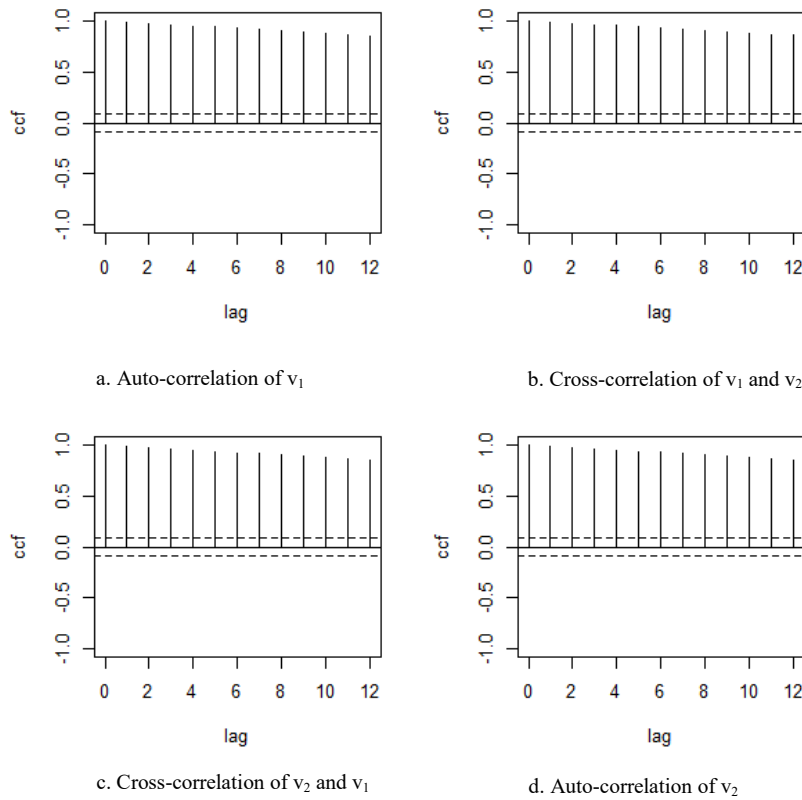 1.0
0.5
0.0
-0.5
-1.0
ccf
0 2 4 6 8 10 12
lag
a. Auto-correlation of v1
1.0
0.5
0.0
-0.5
-1.0
ccf
0 2 4 6 8 10 12
lag
b. Cross-correlation of v1 and v2
1.0
0.5
0.0
-0.5
-1.0
ccf
0 2 4 6 8 10 12
lag
c. Cross-correlation of v2 and v1
1.0
0.5
0.0
-0.5
-1.0
ccf
0 2 4 6 8 10 12
lag
d. Auto-correlation of v2